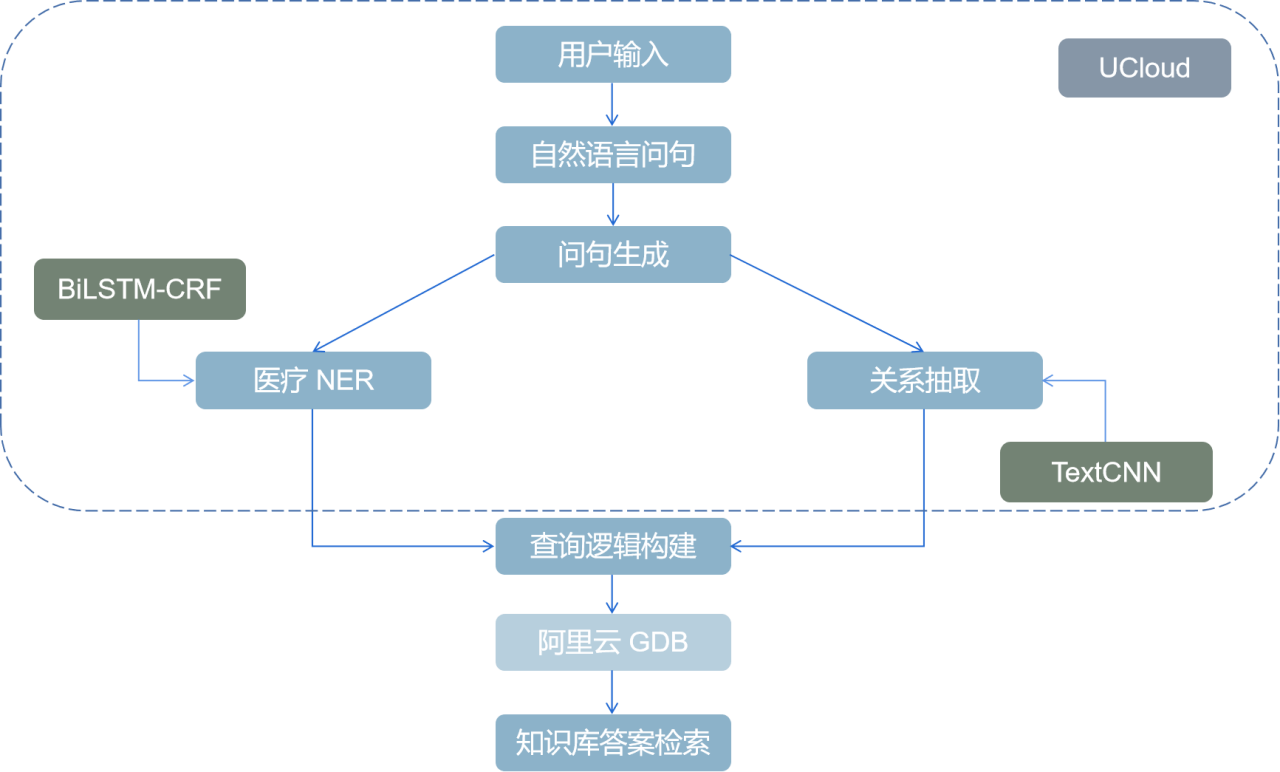 用户输入
UCloud
自然语言问句
问句生成
BiLSTM-CRF
医疗 NER
关系抽取
TextCNN
查询逻辑构建
阿里云 GDB
知识库答案检索